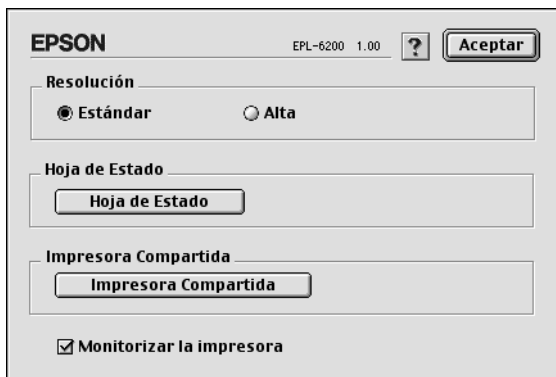 EPSON EPL-6200 1.00 ? Aceptar
Resolución
Estándar Alta
Hoja de Estado
Hoja de Estado
Impresora Compartida
Impresora Compartida
Monitorizar la impresora